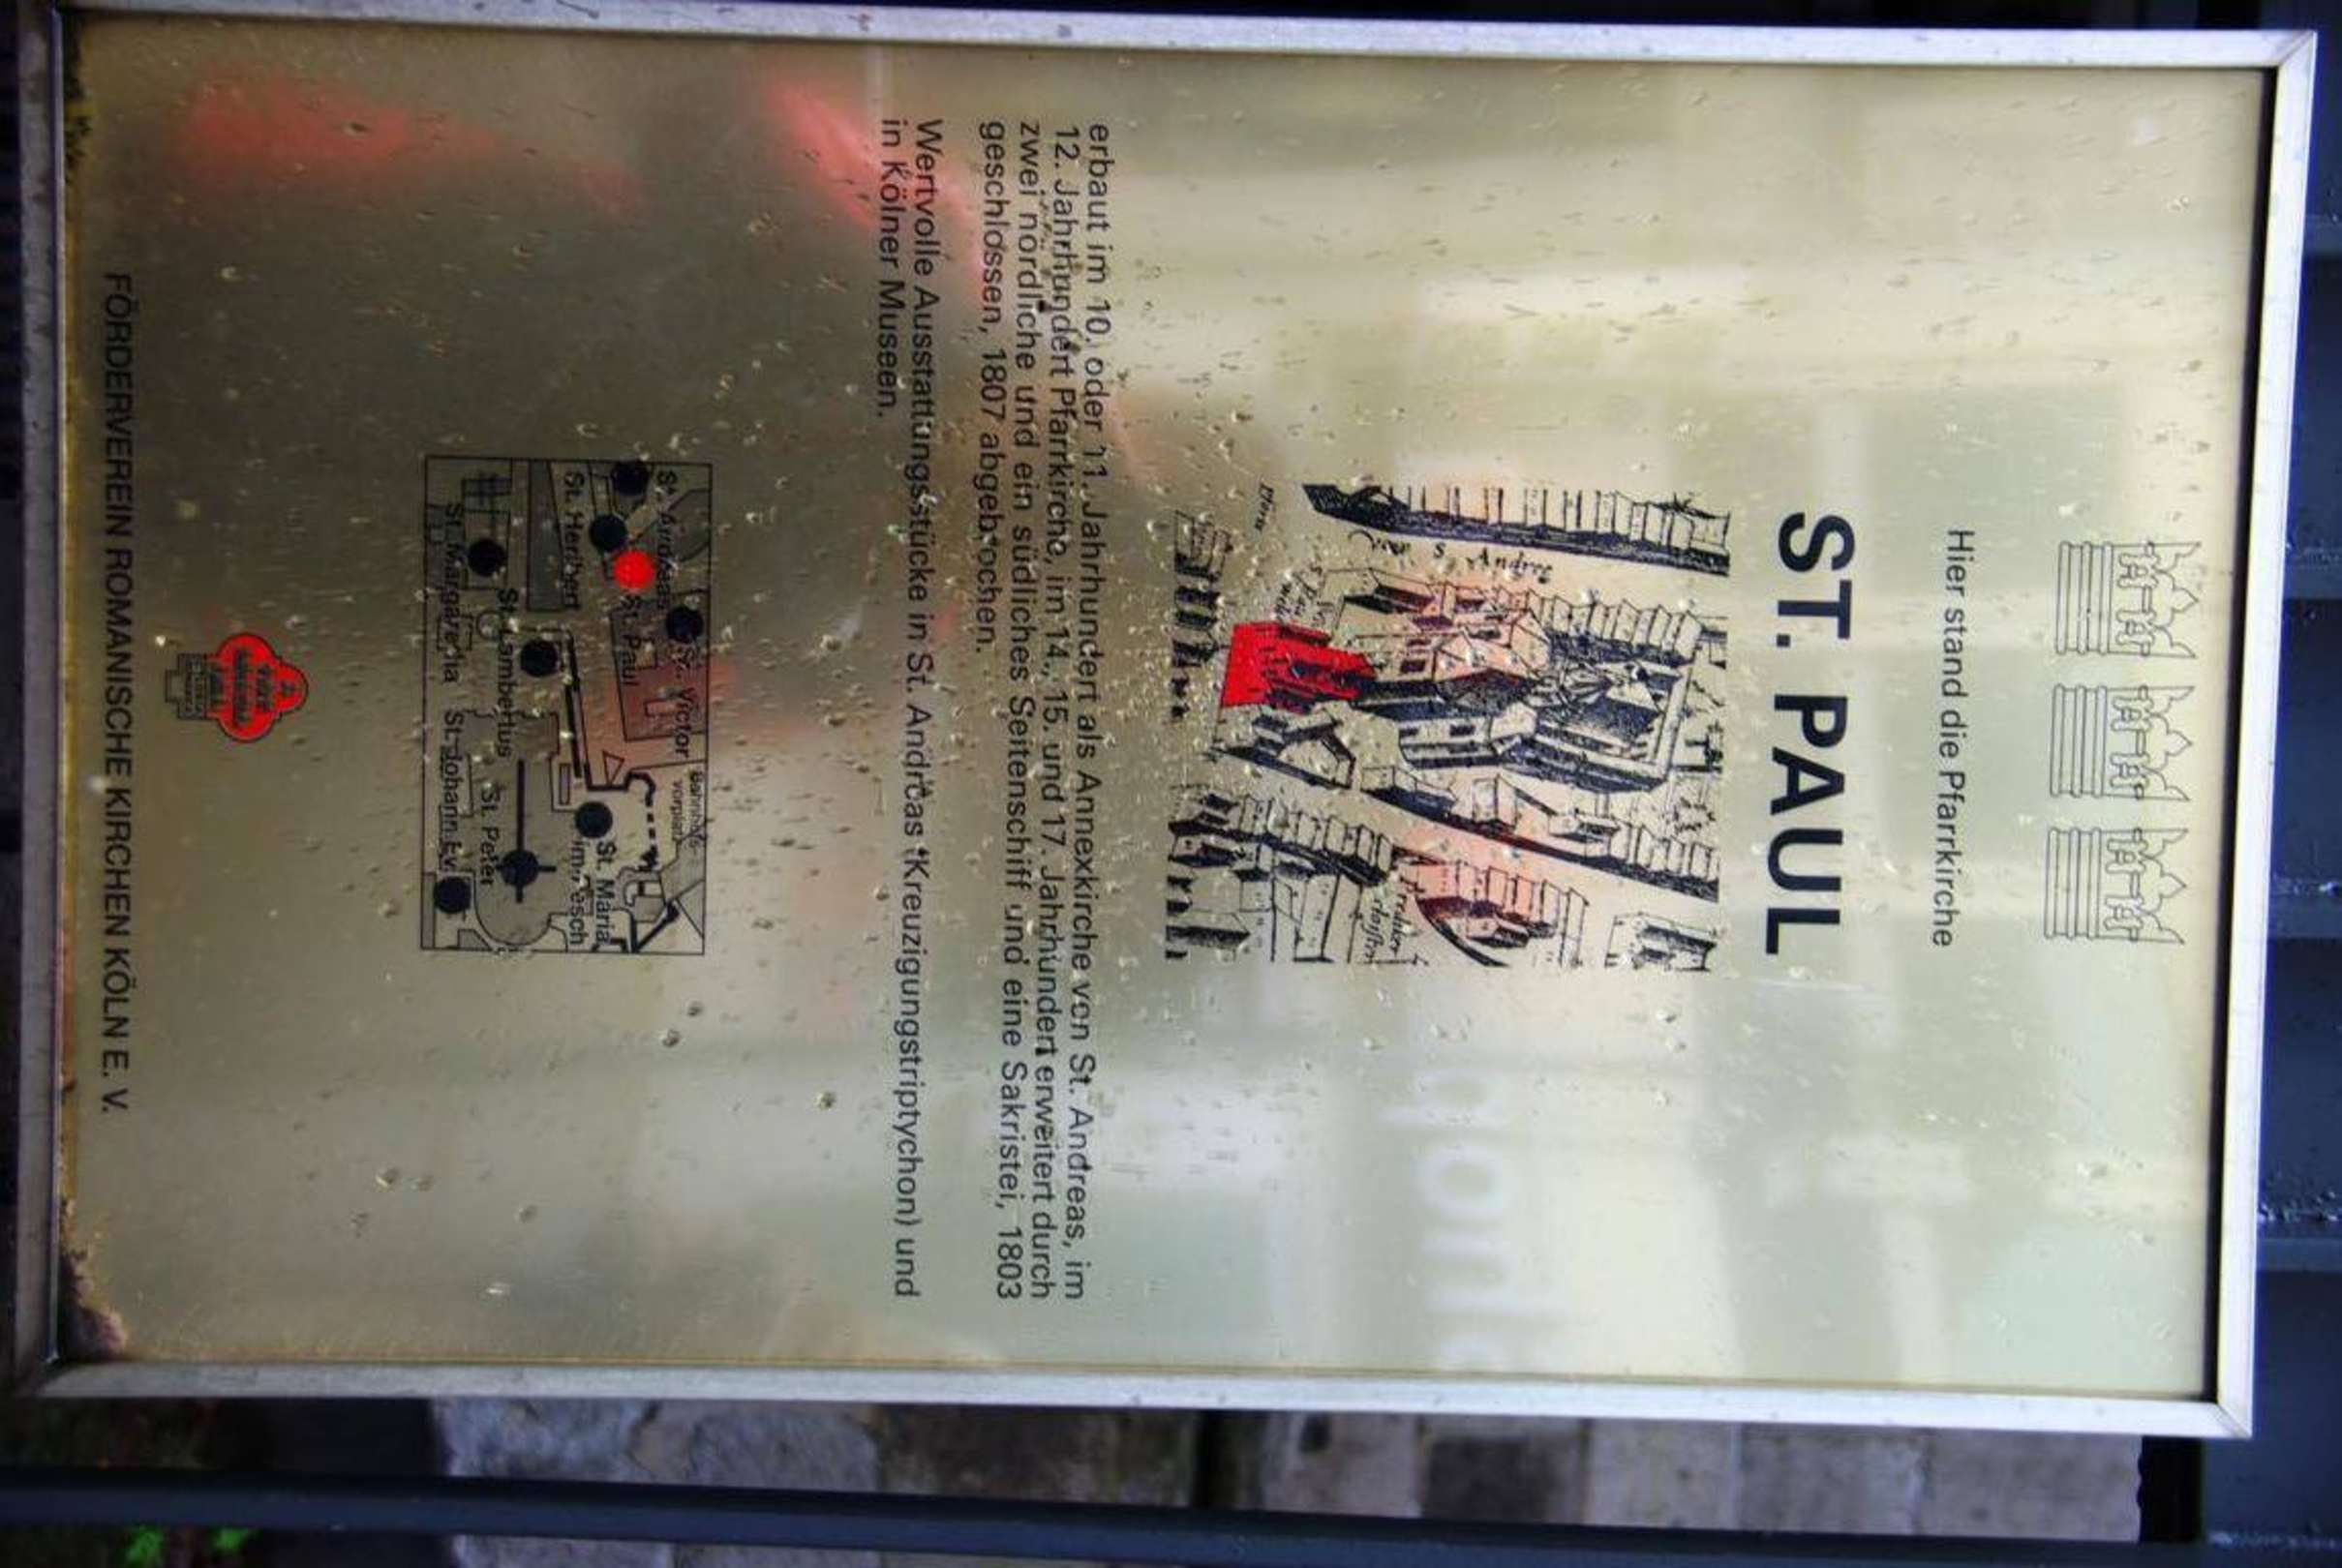 Hier stand die Pfarrkirche
ST. PAUL
erbaut im 10. oder 11. Jahrhundert als Annexkirche von St. Andreas, im
12. Jahrhundert Pfarrkirche, im 14., 15. und 17. Jahrhundert erweitert durch
zwei nördliche und ein südliches Seitenschiff und eine Sakristei, 1803
geschlossen, 1807 abgebrochen.
Wertvolle Ausstattungsstücke in St. Andreas (Kreuzigungstriptychon) und
in Kölner Museen.
Bahnhofs
vorplatz
St. Andreas
St. Victor
St. Paul
St. Maria
im Pesch
St. Heribert
St. Lambertus
St. Peter
St. Margareta
St. Johann Ev.
FÖRDERVEREIN ROMANISCHE KIRCHEN KÖLN E. V.